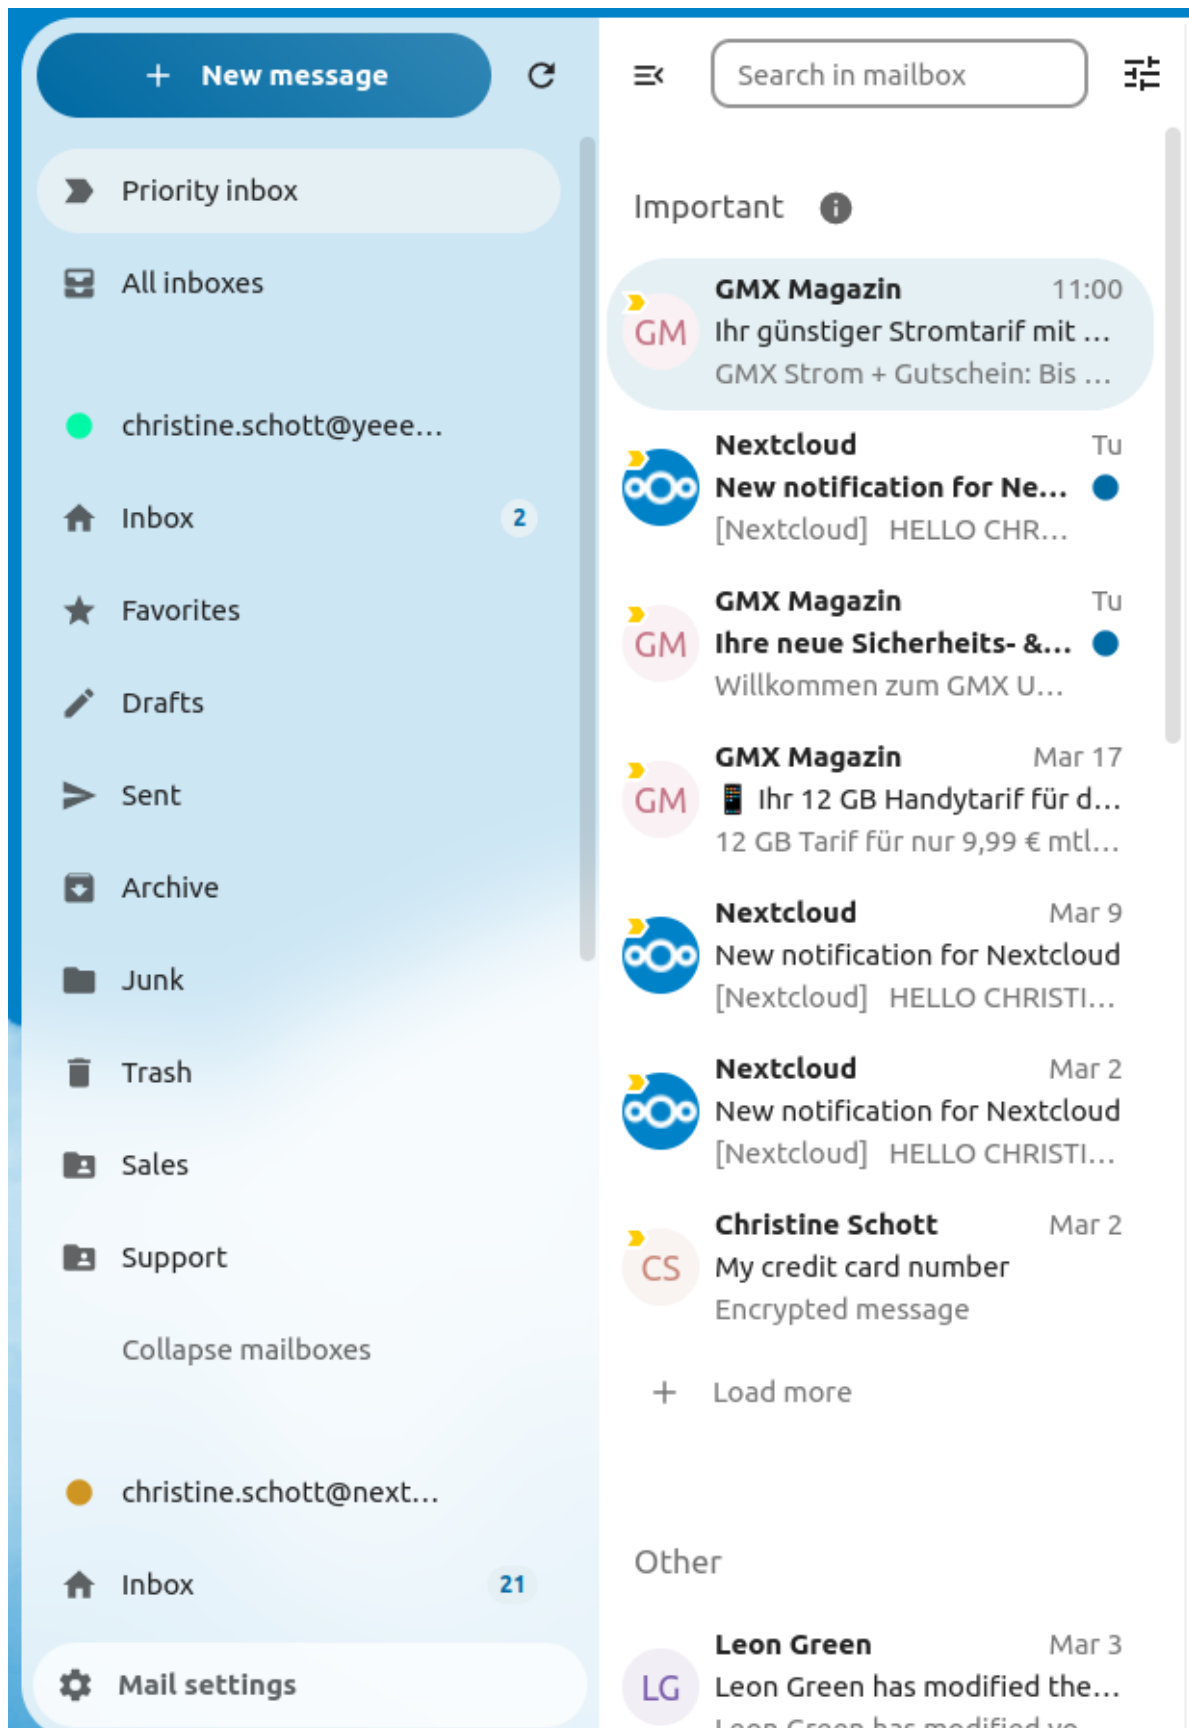 + New message
Priority inbox
All inboxes
christine.schott@yeee...
Inbox 2
Favorites
Drafts
Sent
Archive
Junk
Trash
Sales
Support
Collapse mailboxes
christine.schott@next...
Inbox 21
Mail settings
Search in mailbox
Important
GM
GMX Magazin 11:00
Ihr günstiger Stromtarif mit ...
GMX Strom + Gutschein: Bis ...
Nextcloud Tu
New notification for Ne...
[Nextcloud] HELLO CHR...
GM
GMX Magazin Tu
Ihre neue Sicherheits- &...
Willkommen zum GMX U...
GM
GMX Magazin Mar 17
📱 Ihr 12 GB Handytarif für d...
12 GB Tarif für nur 9,99 € mtl...
Nextcloud Mar 9
New notification for Nextcloud
[Nextcloud] HELLO CHRISTI...
Nextcloud Mar 2
New notification for Nextcloud
[Nextcloud] HELLO CHRISTI...
CS
Christine Schott Mar 2
My credit card number
Encrypted message
+ Load more
Other
LG
Leon Green Mar 3
Leon Green has modified the...
Leon Green has modified yo...